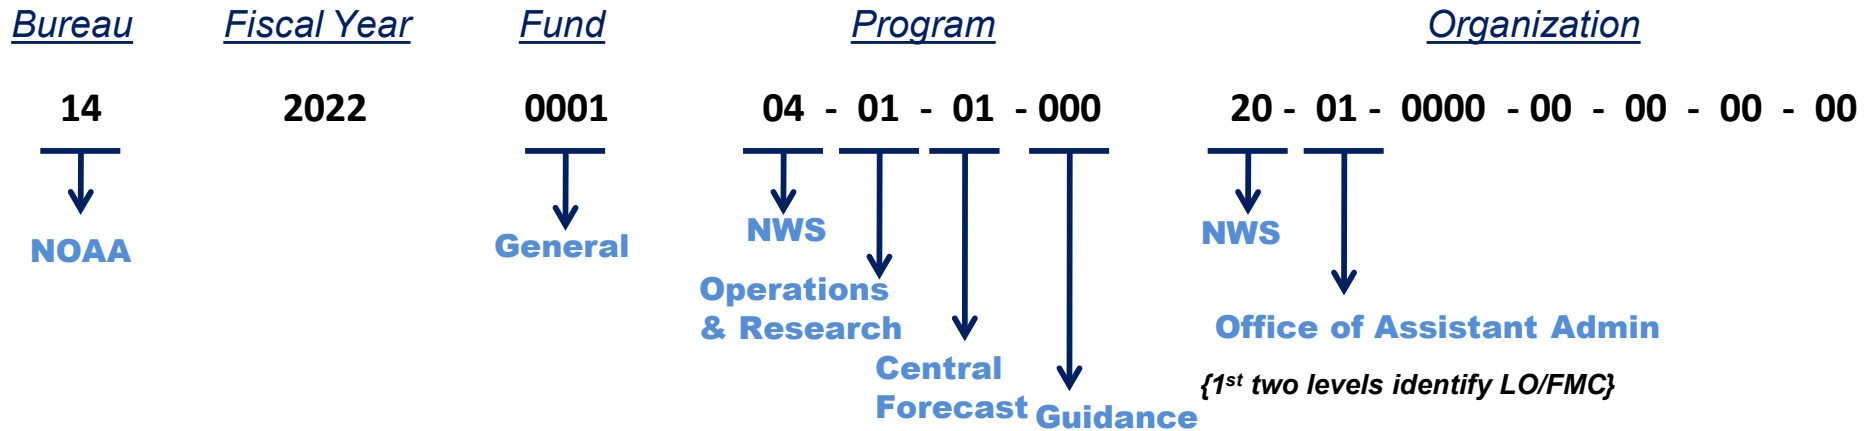 Bureau Fiscal Year Fund Program Organization
14 2022 0001 04 - 01 - 01 - 000 20 - 01 - 0000 - 00 - 00 - 00 - 00
NOAA
General
NWS
Operations
& Research
Central
Forecast
Guidance
NWS
Office of Assistant Admin
{1st two levels identify LO/FMC}